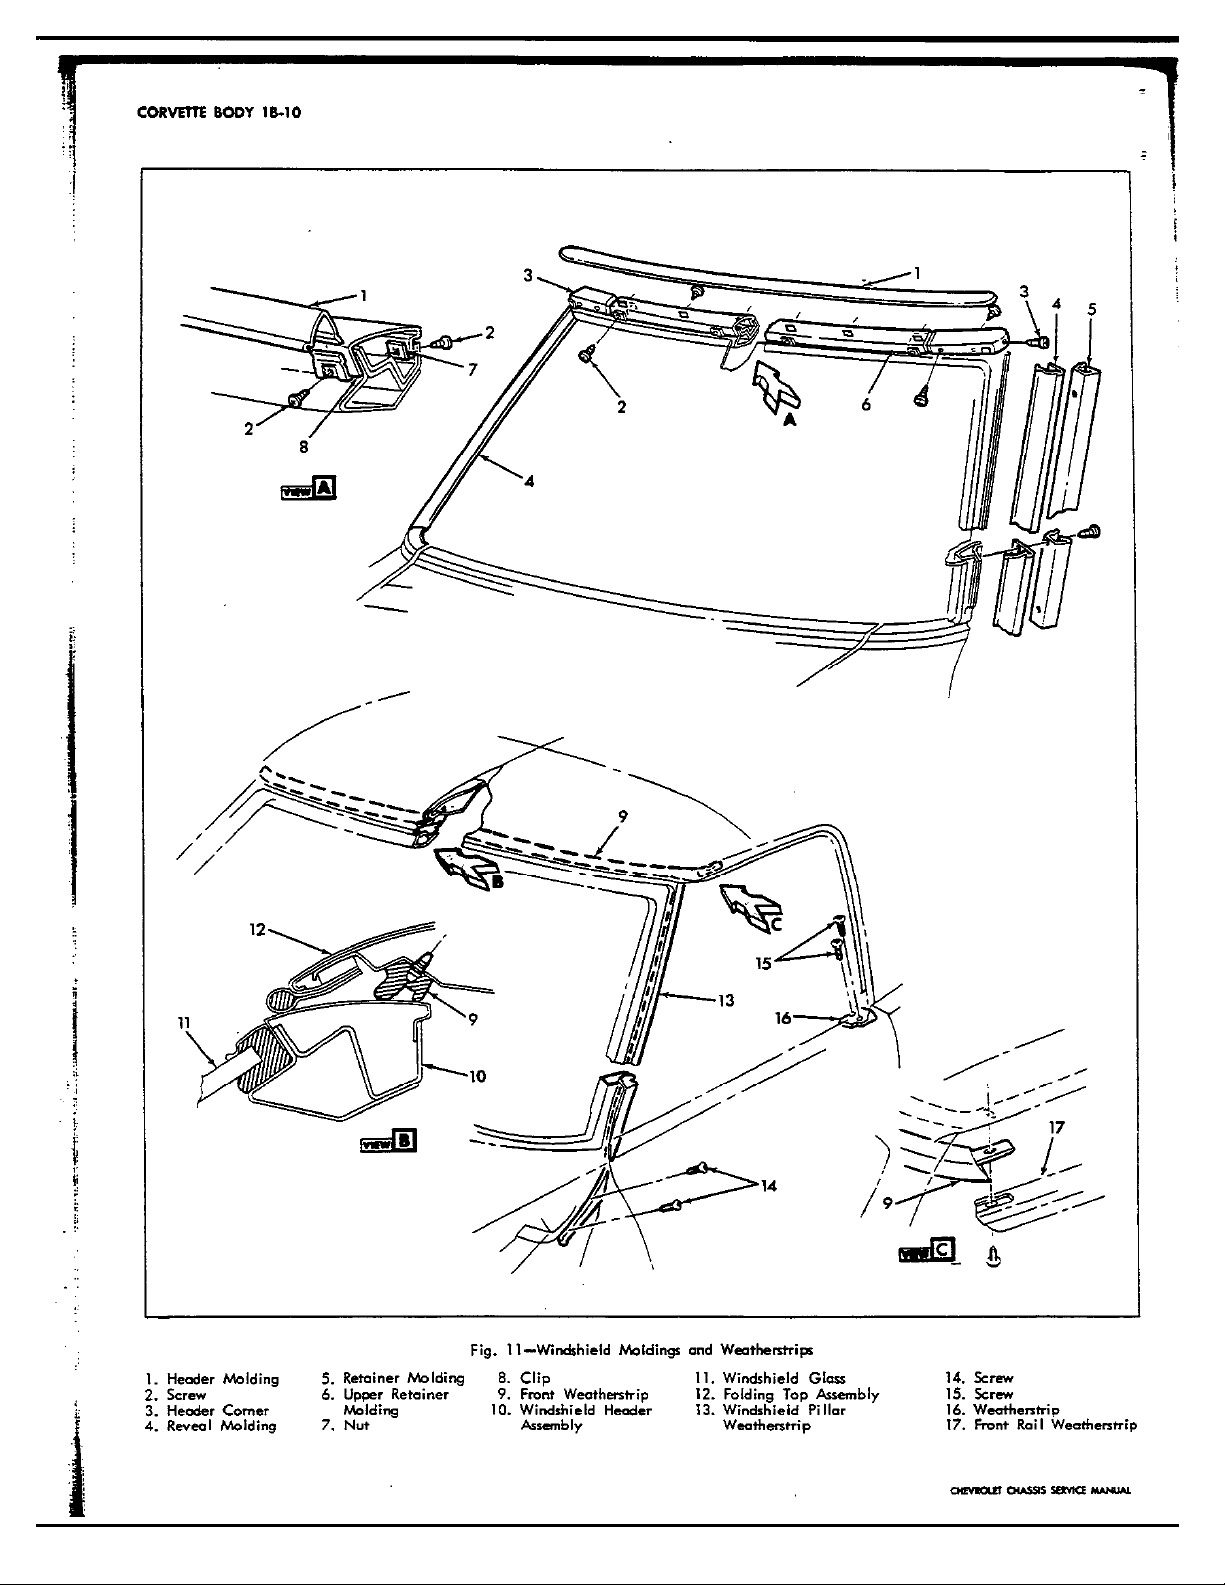 CORVETTE BODY 1B-10
1
3
1
3
4
5
2
7
2
8
2
6
A
4
VIEW A
9
B
C
12
15
13
9
16
11
10
17
VIEW B
14
9
VIEW C
Fig. 11—Windshield Moldings and Weatherstrips
1. Header Molding
2. Screw
3. Header Corner
4. Reveal Molding
5. Retainer Molding
6. Upper Retainer
Molding
7. Nut
8. Clip
9. Front Weatherstrip
10. Windshield Header
Assembly
11. Windshield Glass
12. Folding Top Assembly
13. Windshield Pillar
Weatherstrip
14. Screw
15. Screw
16. Weatherstrip
17. Front Rail Weatherstrip
CHEVROLET CHASSIS SERVICE MANUAL